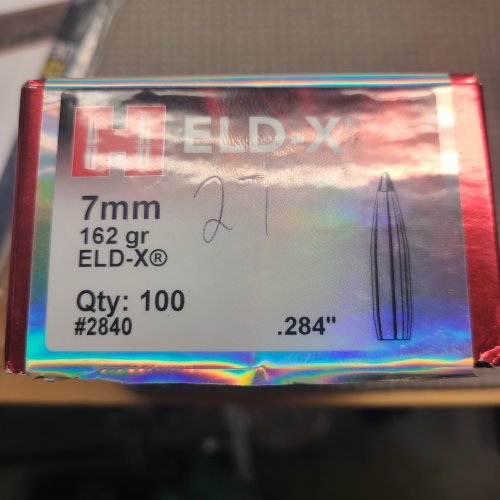 H ELD-X
27
7mm
162 gr
ELD-X®
Qty: 100
#2840
.284"